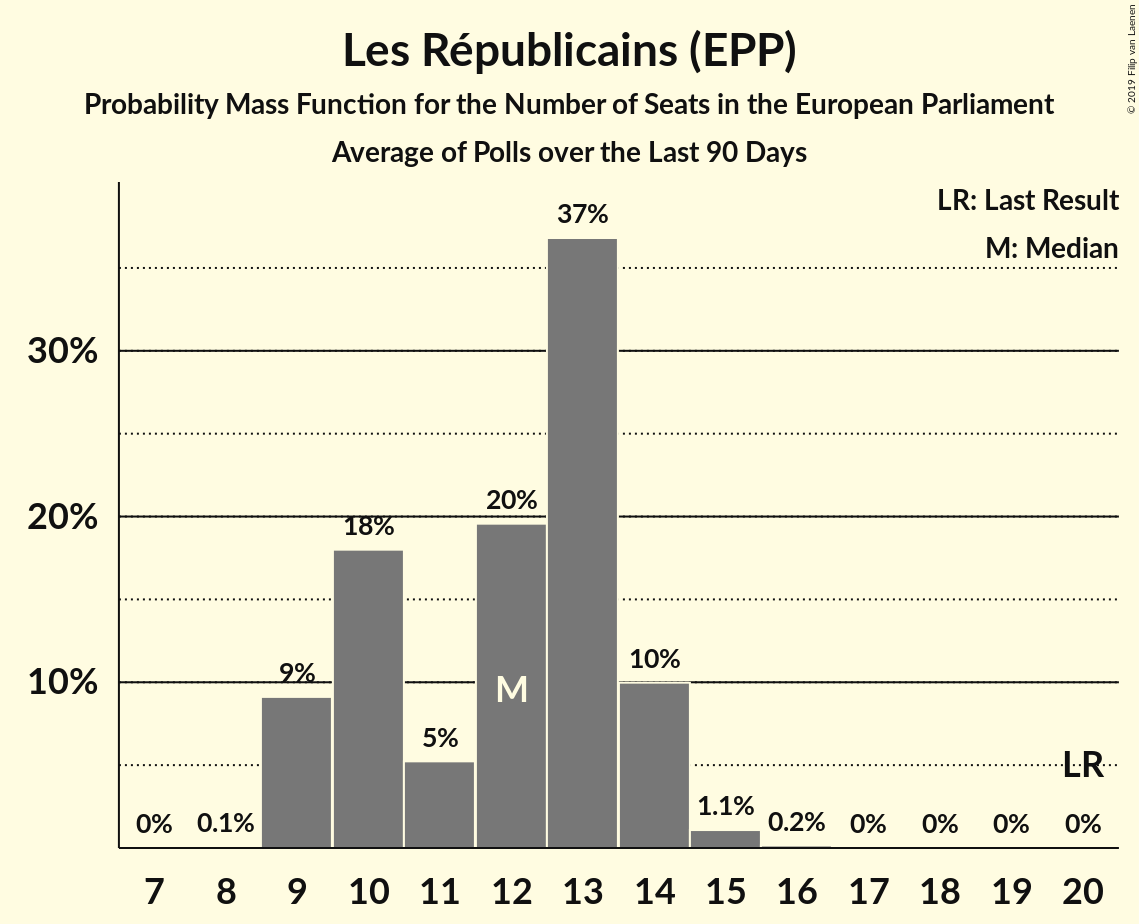 Les Républicains (EPP)
Probability Mass Function for the Number of Seats in the European Parliament
Average of Polls over the Last 90 Days
© 2019 Filip van Laenen
LR: Last Result
M: Median
37%
30%
20%
20%
18%
10%
10%
9%
M
5%
LR
1.1%
0% 0.1% 0.2% 0% 0% 0% 0%
7 8 9 10 11 12 13 14 15 16 17 18 19 20